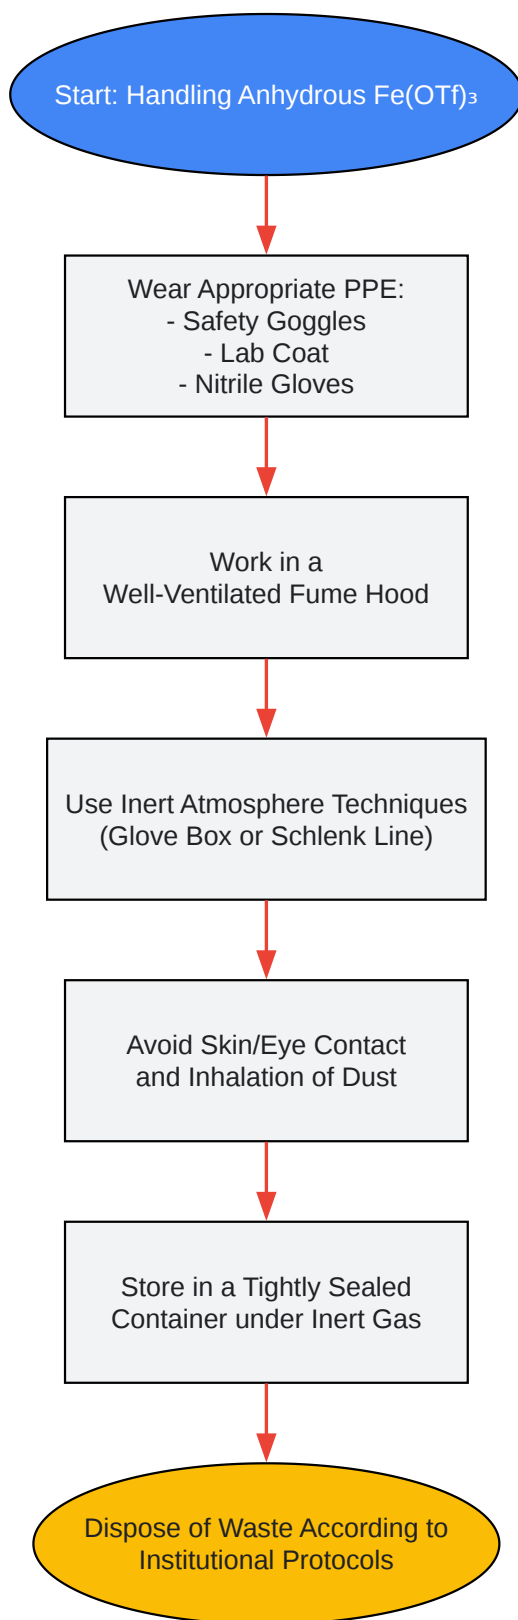 Start: Handling Anhydrous Fe(OTf)₃
Wear Appropriate PPE:
- Safety Goggles
- Lab Coat
- Nitrile Gloves
Work in a
Well-Ventilated Fume Hood
Use Inert Atmosphere Techniques
(Glove Box or Schlenk Line)
Avoid Skin/Eye Contact
and Inhalation of Dust
Store in a Tightly Sealed
Container under Inert Gas
Dispose of Waste According to
Institutional Protocols